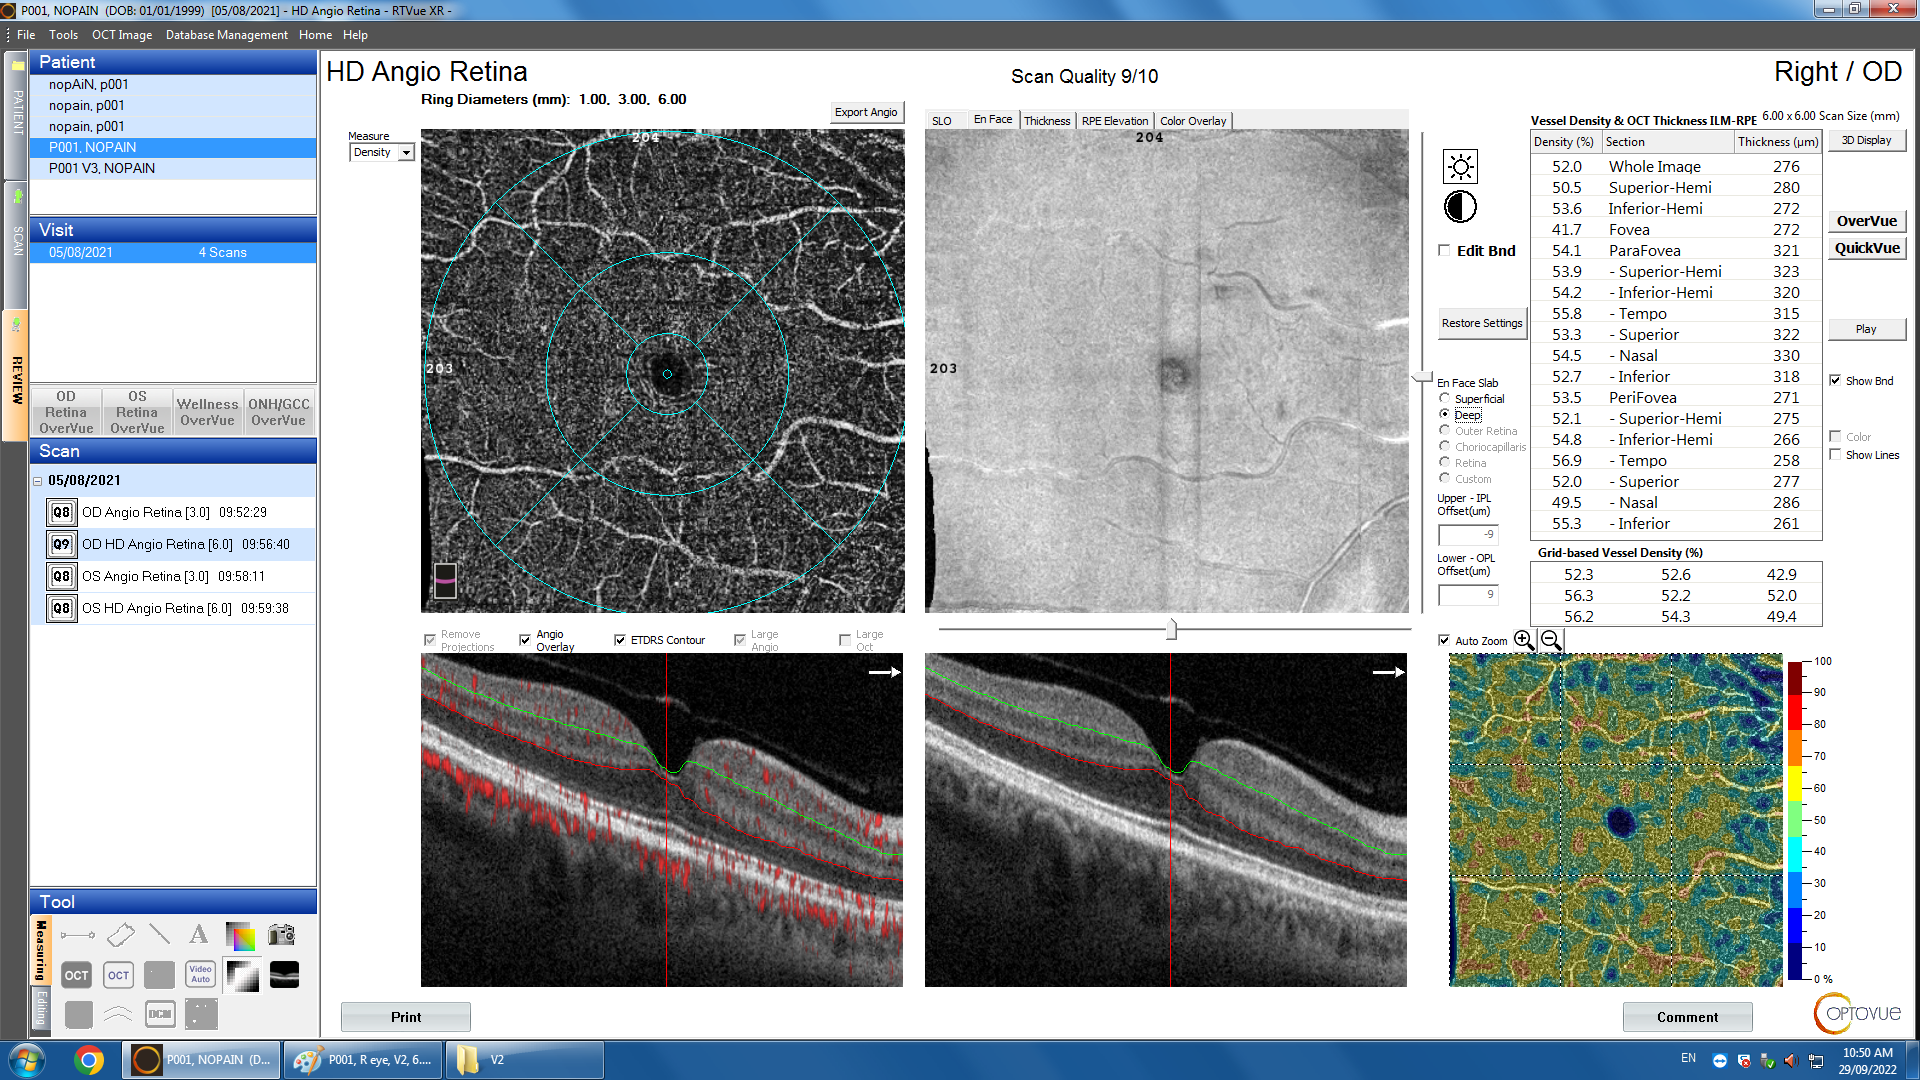 P001, NOPAIN (DOB: 01/01/1999) [05/08/2021] - HD Angio Retina - RTVue XR -
File Tools OCT Image Database Management Home Help
PATIENT
SCAN
REVIEW
Patient
nopAiN, p001
nopain, p001
nopain, p001
P001, NOPAIN
P001 V3, NOPAIN
Visit
05/08/2021 4 Scans
OD Retina OverVue
OS Retina OverVue
Wellness OverVue
ONH/GCC OverVue
Scan
05/08/2021
Q8 OD Angio Retina [3.0] 09:52:29
Q9 OD HD Angio Retina [6.0] 09:56:40
Q8 OS Angio Retina [3.0] 09:58:11
Q8 OS HD Angio Retina [6.0] 09:59:38
Tool
Measuring
Editing
A
OCT
OCT
Video Auto
DCM
HD Angio Retina
Scan Quality 9/10
Right / OD
Ring Diameters (mm): 1.00, 3.00, 6.00
Export Angio
Measure
Density
204
203
SLO
En Face
Thickness
RPE Elevation
Color Overlay
204
203
Edit Bnd
Restore Settings
En Face Slab
Superficial
Deep
Outer Retina
Choriocapillaris
Retina
Custom
Upper - IPL
Offset(um)
-9
Lower - OPL
Offset(um)
9
Vessel Density & OCT Thickness ILM-RPE
6.00 x 6.00 Scan Size (mm)
Density (%) Section Thickness (µm)
52.0 Whole Image 276
50.5 Superior-Hemi 280
53.6 Inferior-Hemi 272
41.7 Fovea 272
54.1 ParaFovea 321
53.9 - Superior-Hemi 323
54.2 - Inferior-Hemi 320
55.8 - Tempo 315
53.3 - Superior 322
54.5 - Nasal 330
52.7 - Inferior 318
53.5 PeriFovea 271
52.1 - Superior-Hemi 275
54.8 - Inferior-Hemi 266
56.9 - Tempo 258
52.0 - Superior 277
49.5 - Nasal 286
55.3 - Inferior 261
Grid-based Vessel Density (%)
52.3 52.6 42.9
56.3 52.2 52.0
56.2 54.3 49.4
3D Display
OverVue
QuickVue
Play
Show Bnd
Color
Show Lines
Remove Projections
Angio Overlay
ETDRS Contour
Large Angio
Large Oct
Auto Zoom
100
90
80
70
60
50
40
30
20
10
0 %
Print
Comment
OPTOVUE
P001, NOPAIN (D...
P001, R eye, V2, 6....
V2
EN
10:50 AM
29/09/2022